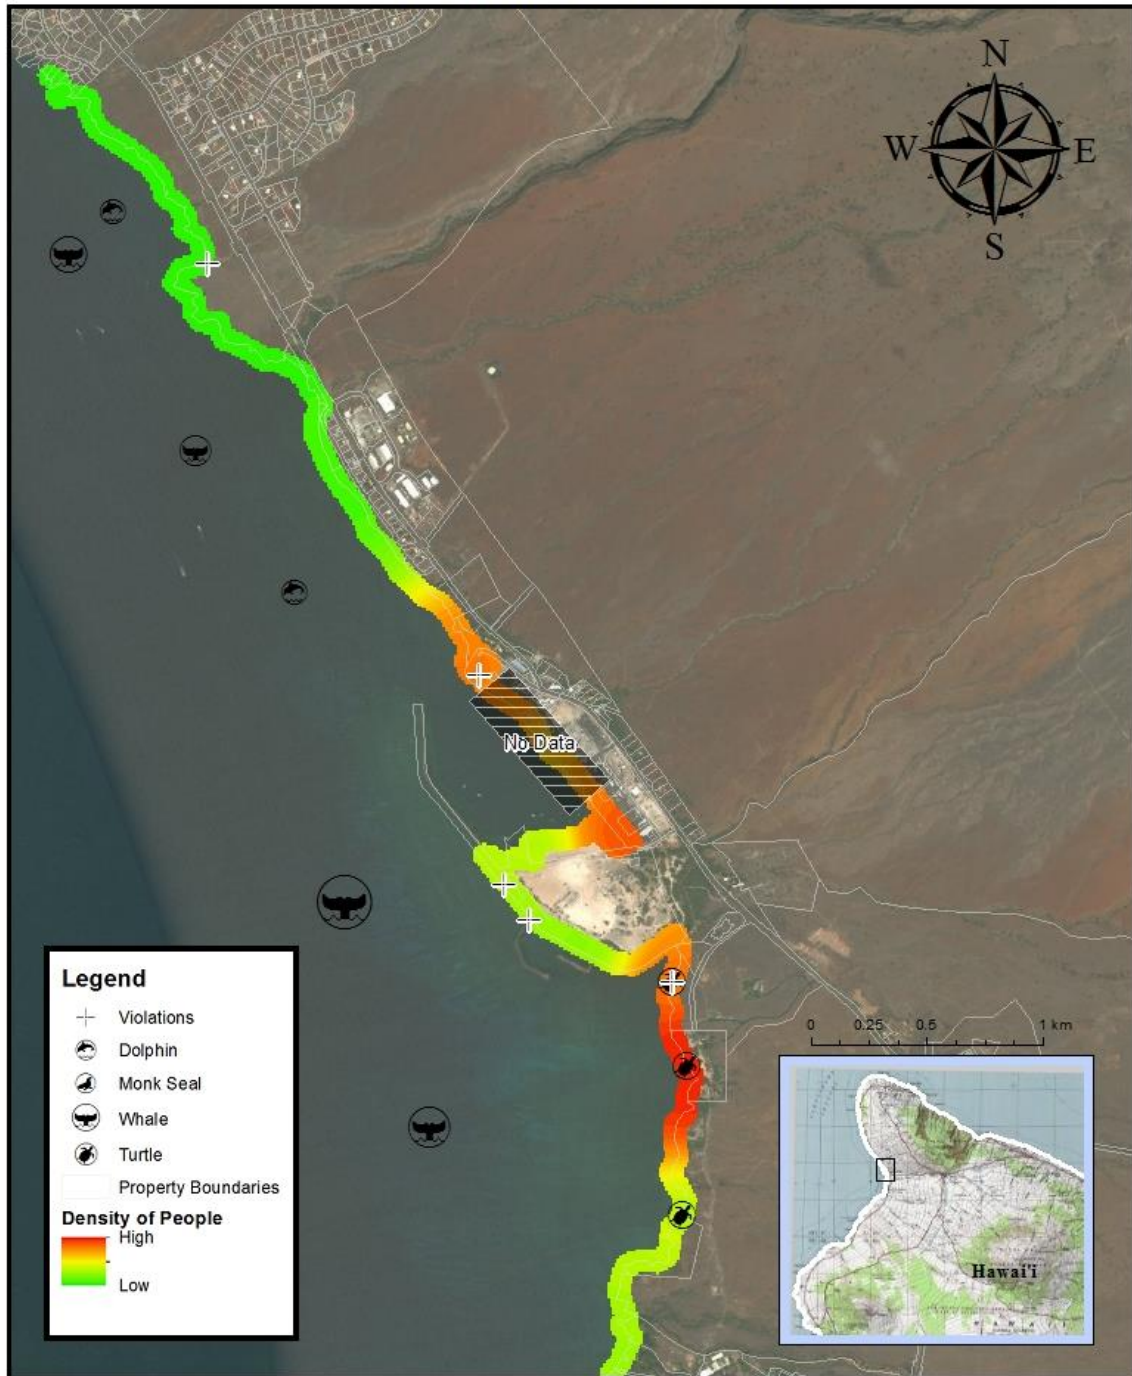 N
W
E
S
No Data
Legend
Violations
Dolphin
Monk Seal
Whale
Turtle
Property Boundaries
Density of People
High
Low
0 0.25 0.5 1 km
Hawai'i